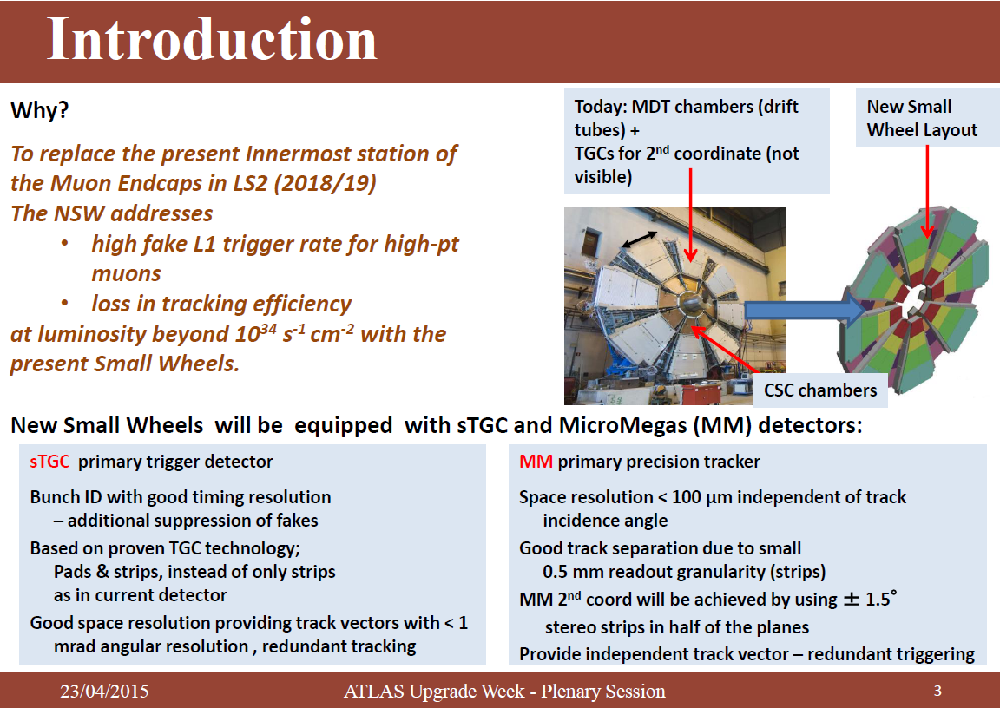 Introduction
Why?
To replace the present Innermost station of
the Muon Endcaps in LS2 (2018/19)
The NSW addresses
• high fake L1 trigger rate for high-pt
muons
• loss in tracking efficiency
at luminosity beyond 10³⁴ s⁻¹ cm⁻² with the
present Small Wheels.
Today: MDT chambers (drift
tubes) +
TGCs for 2ⁿᵈ coordinate (not
visible)
New Small
Wheel Layout
CSC chambers
New Small Wheels will be equipped with sTGC and MicroMegas (MM) detectors:
sTGC primary trigger detector
Bunch ID with good timing resolution
– additional suppression of fakes
Based on proven TGC technology;
Pads & strips, instead of only strips
as in current detector
Good space resolution providing track vectors with < 1
mrad angular resolution , redundant tracking
MM primary precision tracker
Space resolution < 100 μm independent of track
incidence angle
Good track separation due to small
0.5 mm readout granularity (strips)
MM 2ⁿᵈ coord will be achieved by using ± 1.5°
stereo strips in half of the planes
Provide independent track vector – redundant triggering
23/04/2015
ATLAS Upgrade Week - Plenary Session
3